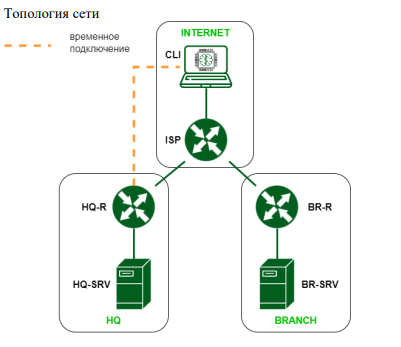 Топология сети
временное
подключение
INTERNET
CLI
ISP
HQ-R
BR-R
HQ-SRV
BR-SRV
HQ
BRANCH